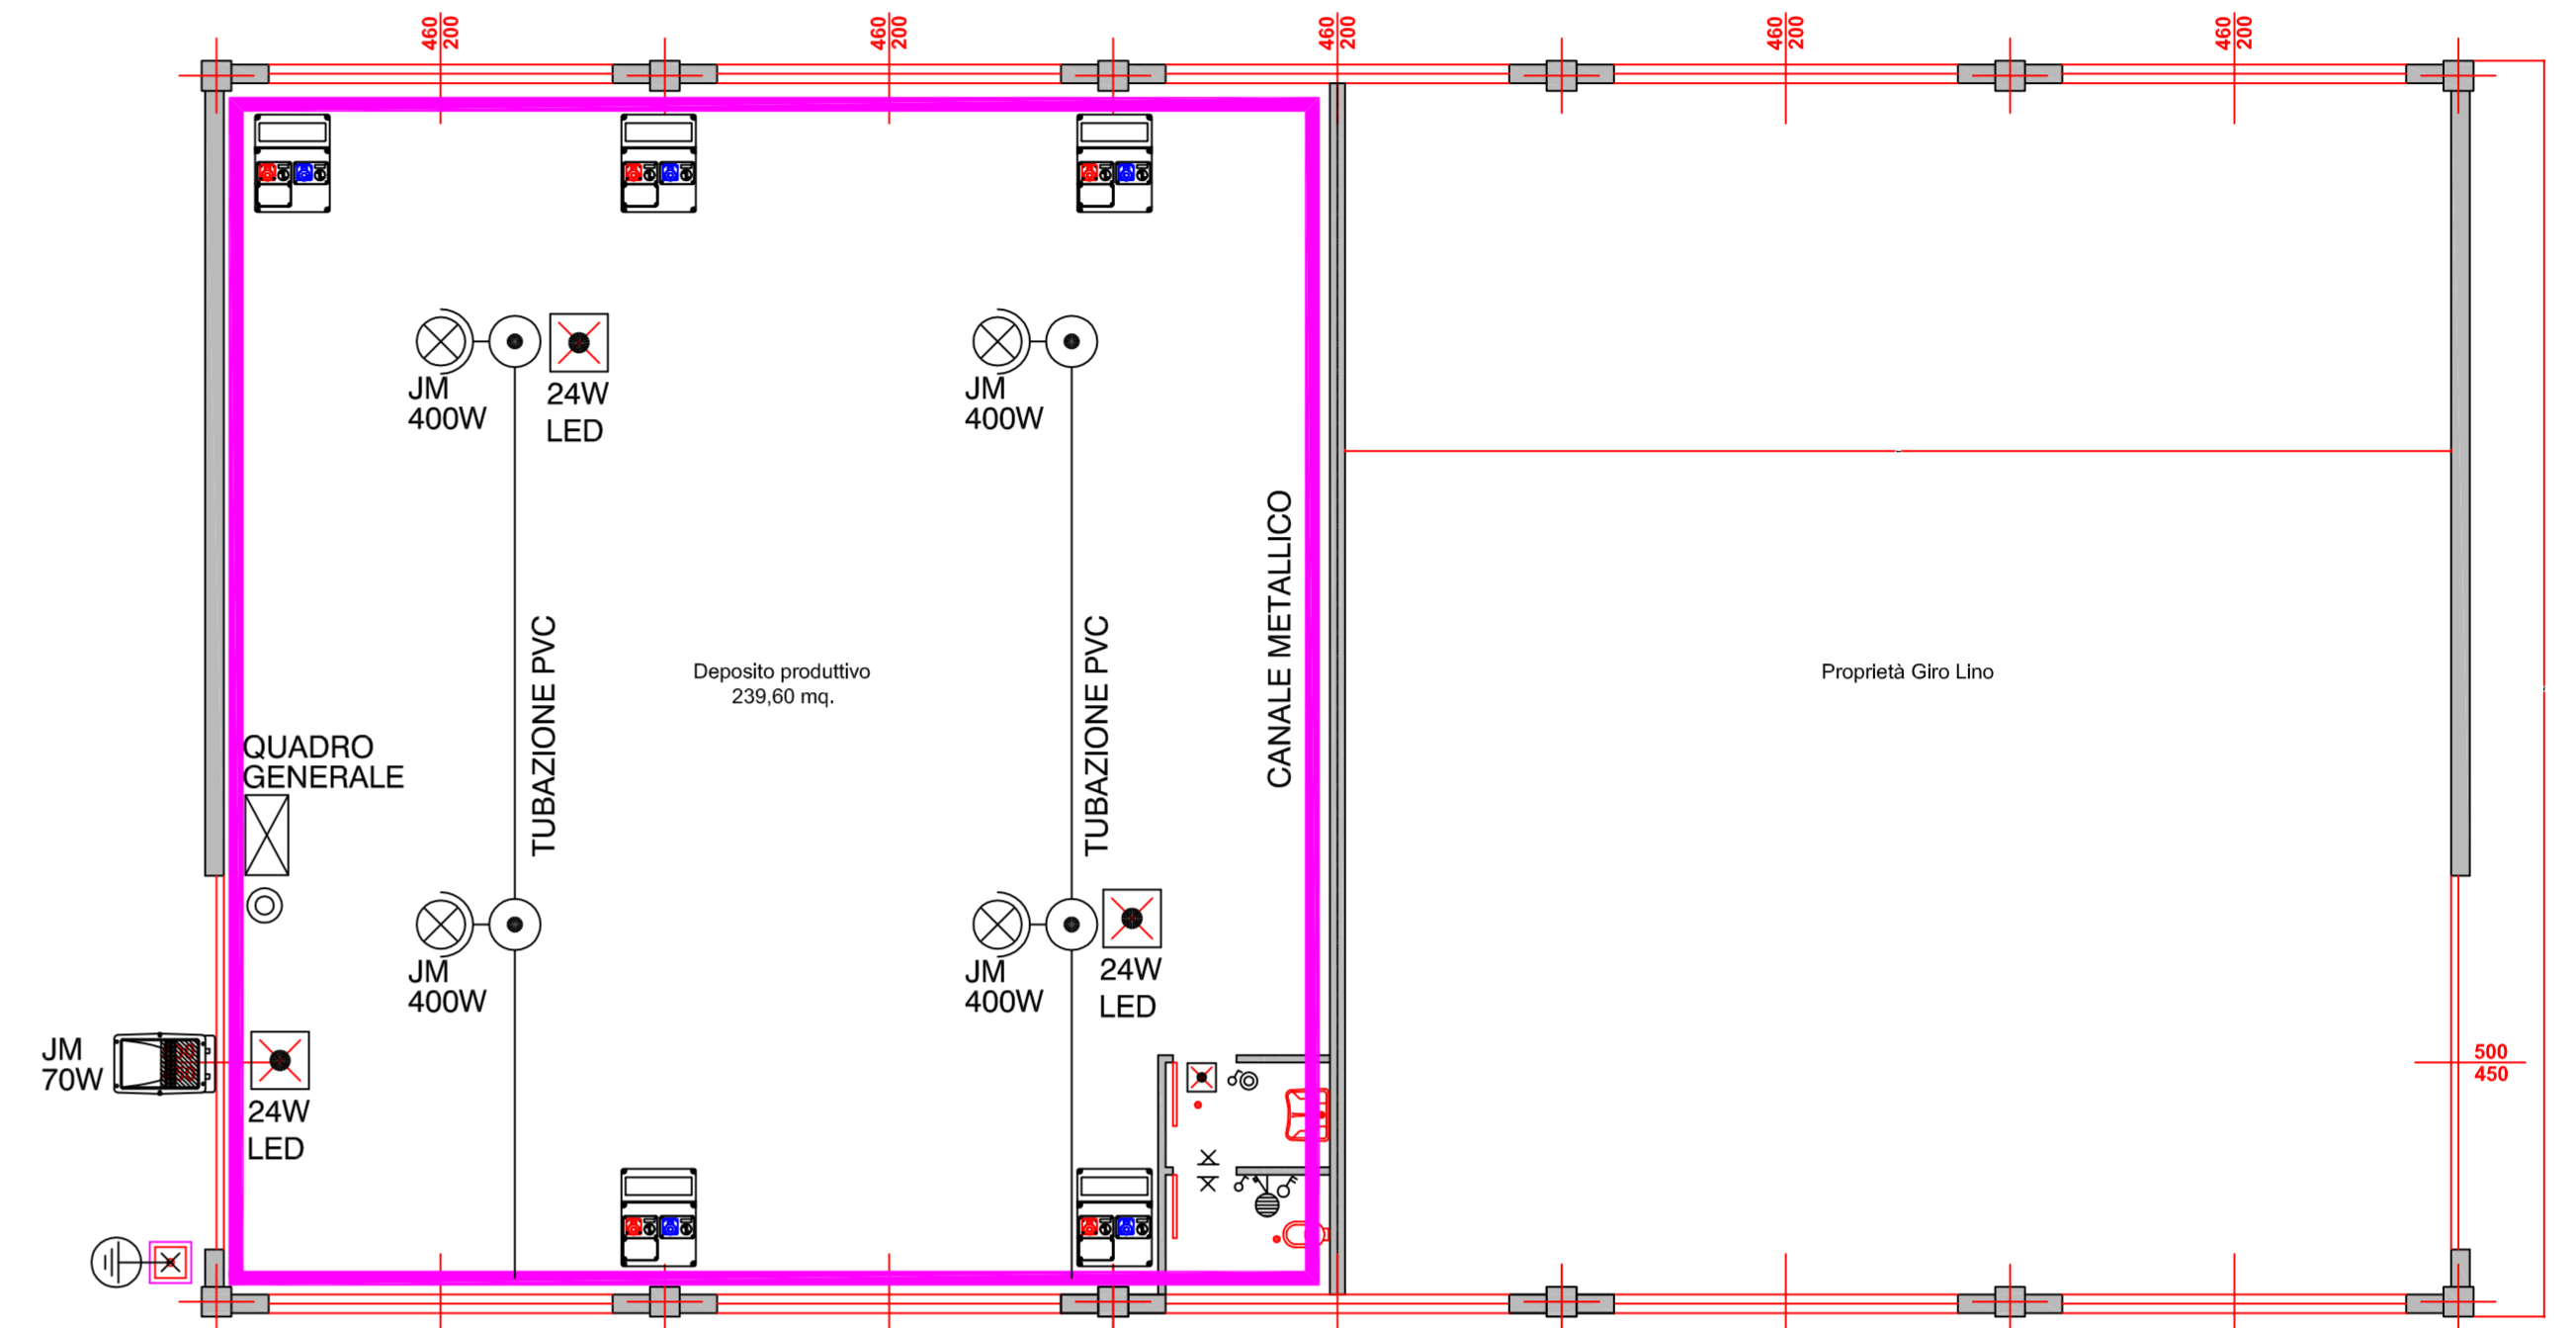 460
200
460
200
460
200
460
200
460
200
JM
400W
24W
LED
JM
400W
CANALE METALLICO
TUBAZIONE PVC
TUBAZIONE PVC
Deposito produttivo
239,60 mq.
Proprietà Giro Lino
QUADRO
GENERALE
JM
400W
JM
400W
24W
LED
JM
70W
24W
LED
500
450